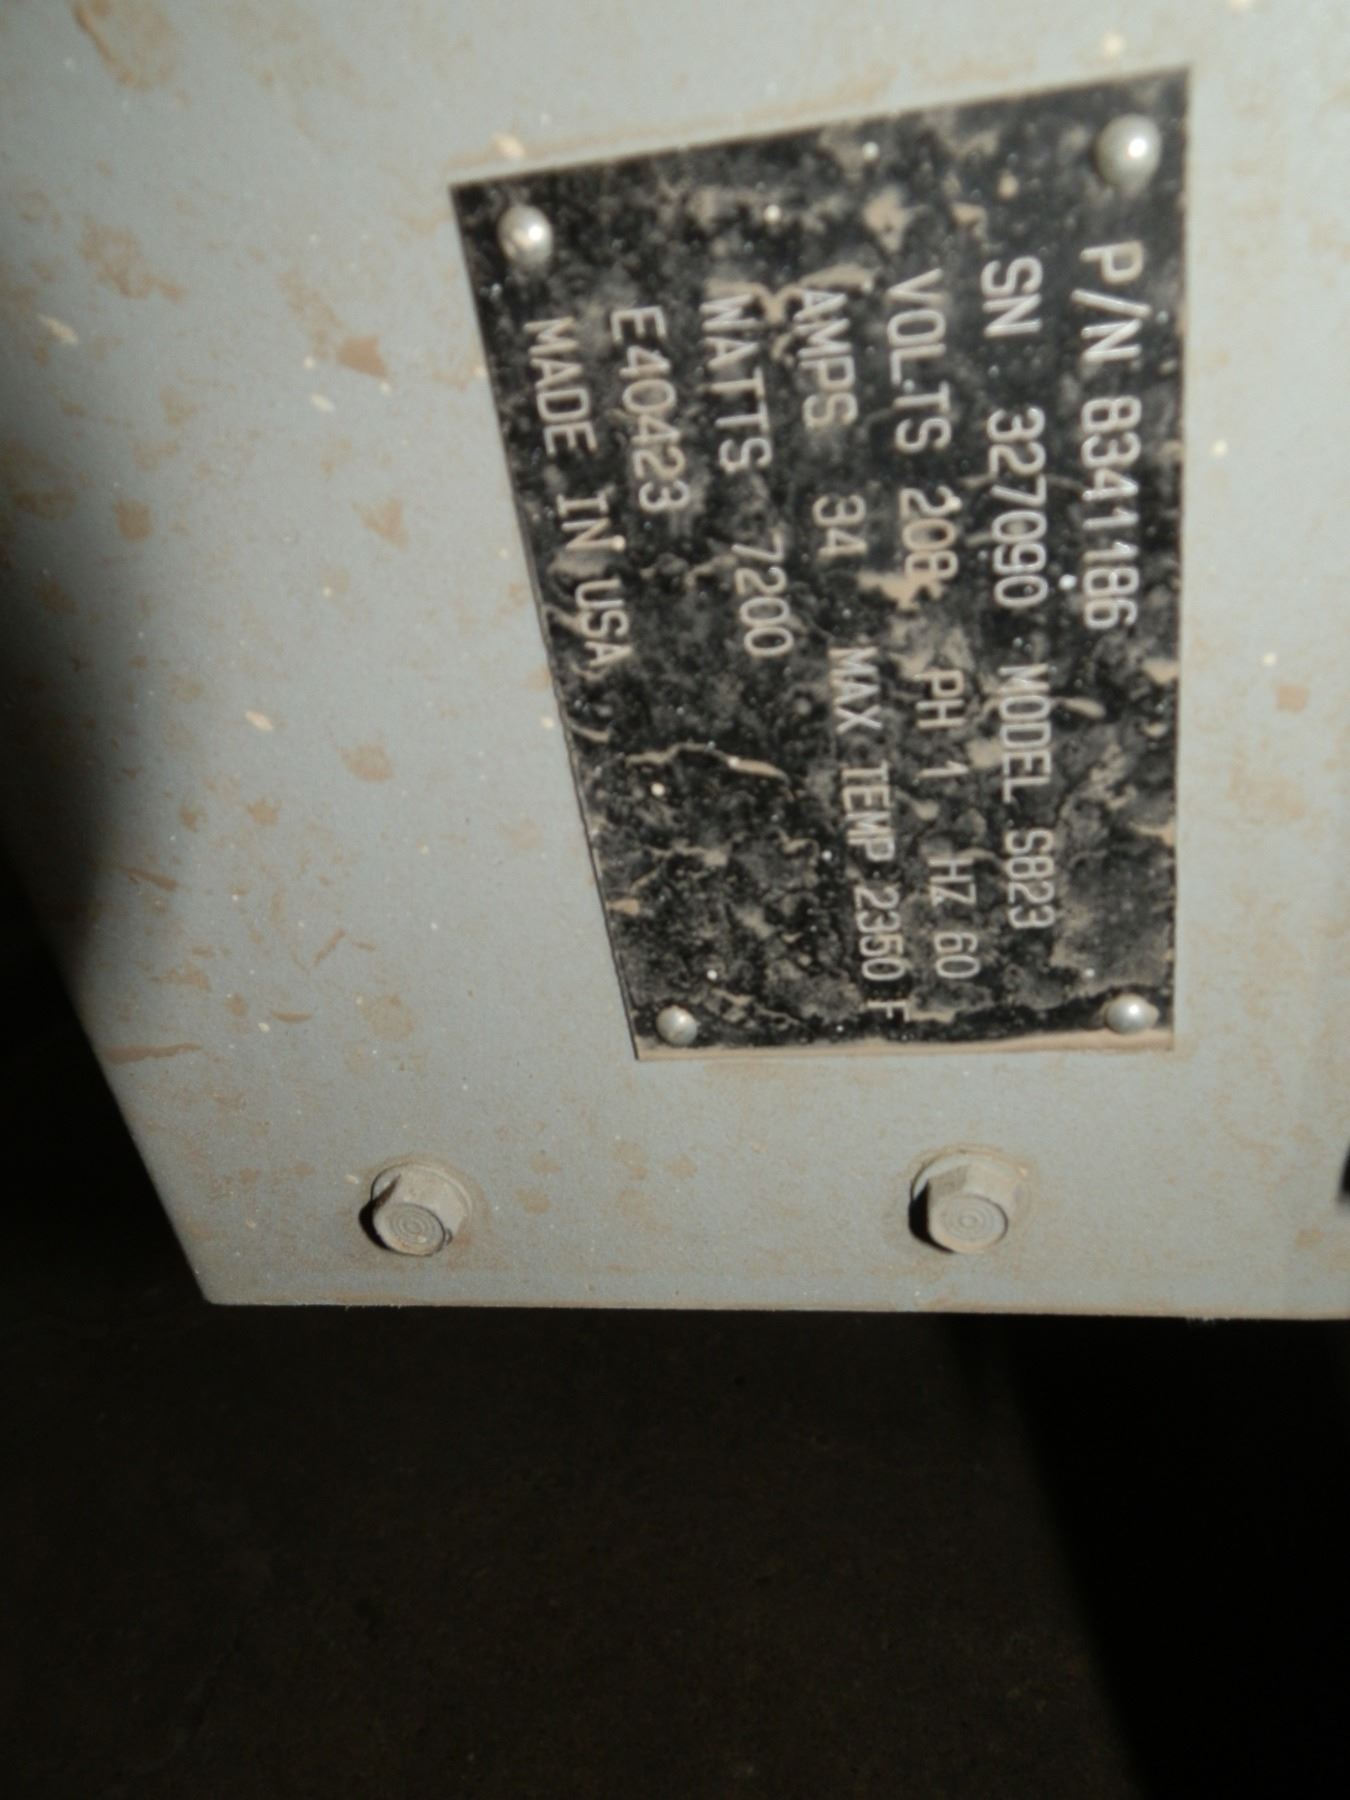 P/N 8341186
SN 327090 MODEL S823
VOLTS 208 PH 1 HZ 60
AMPS 34 MAX TEMP 2350 F
WATTS 7200
E40423
MADE IN USA